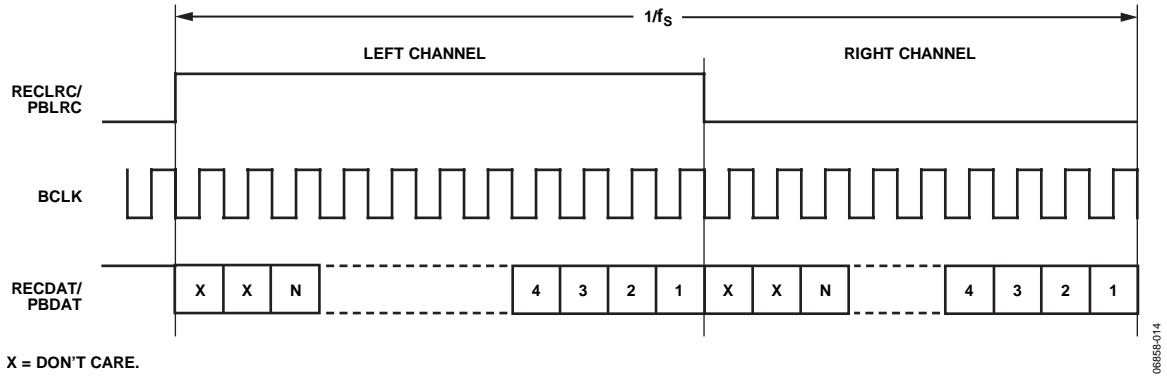 1/fS
LEFT CHANNEL
RIGHT CHANNEL
RECLRC/
PBLRC
BCLK
RECDAT/
PBDAT
X X N 4 3 2 1 X X N 4 3 2 1
X = DON'T CARE.
06858-014